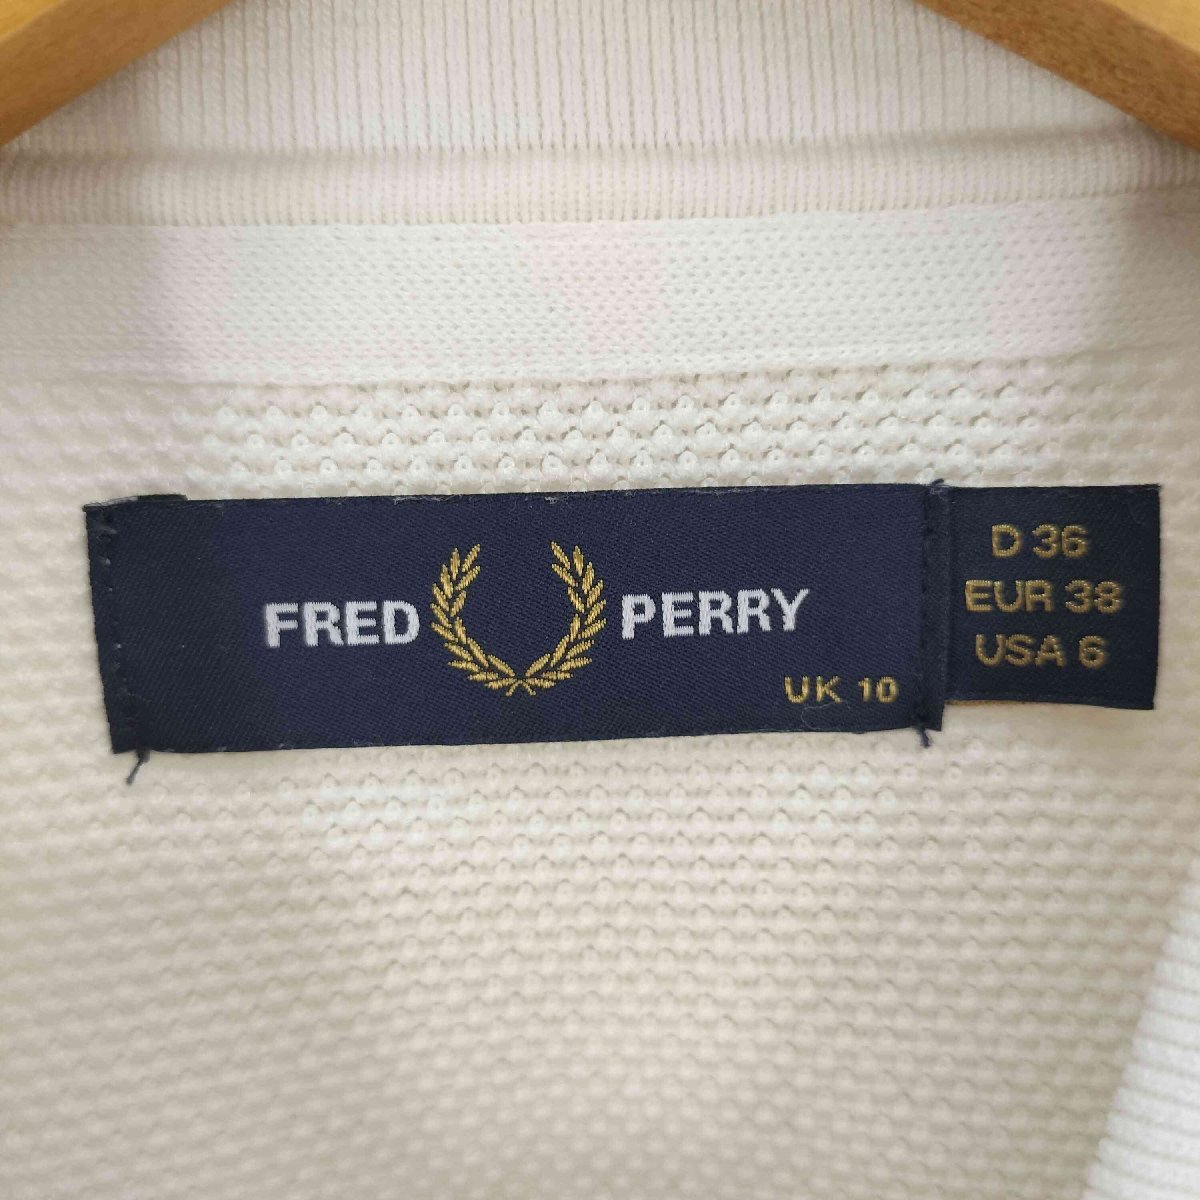 FRED PERRY
UK 10
D 36
EUR 38
USA 6